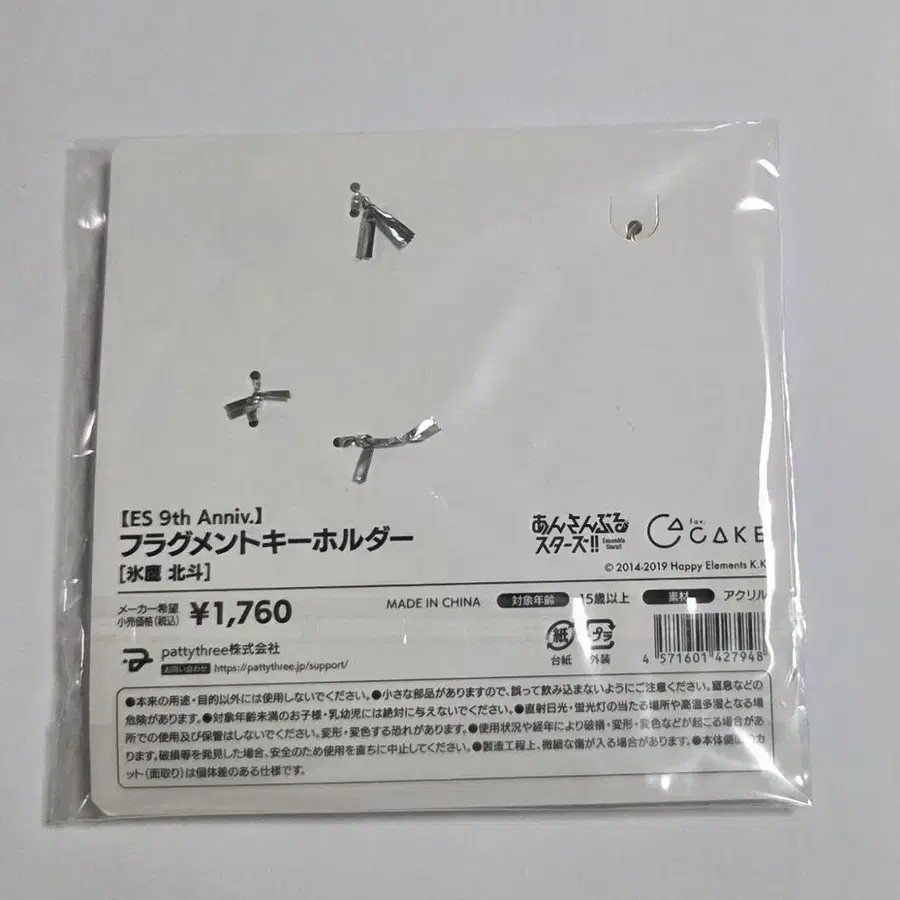 【ES 9th Anniv.】
フラグメントキーホルダー
[氷鷹 北斗]
あんさんぶる
スターズ!!
Ensemble
Stars!!
for
CAKE
© 2014-2019 Happy Elements K.K
メーカー希望
小売価格(税込)
¥1,760
MADE IN CHINA
対象年齢
15歳以上
素材
アクリル
pattythree株式会社
お問い合わせ https://pattythree.jp/support/
紙
台紙
プラ
外装
4 571601 427948
●本来の用途・目的以外には使用しないでください。●小さな部品がありますので、誤って飲み込まないようにご注意ください。窒息などの
危険があります。●対象年齢未満のお子様・乳幼児には絶対に与えないでください。●直射日光・蛍光灯の当たる場所や高温多湿となる場
所での使用及び保管はしないでください。変形・変色する恐れがあります。●使用状況や経年により破損・変形・変色などが起こる場合があ
ります。破損等を発見した場合、安全のため使用を直ちに中止してください。●製造工程上、微細な傷が入る場合があります。●本体側面のカ
ット(面取り)は個体差のある仕様です。